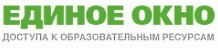 ЕДИНОЕ ОКНО
ДОСТУПА К ОБРАЗОВАТЕЛЬНЫМ РЕСУРСАМ